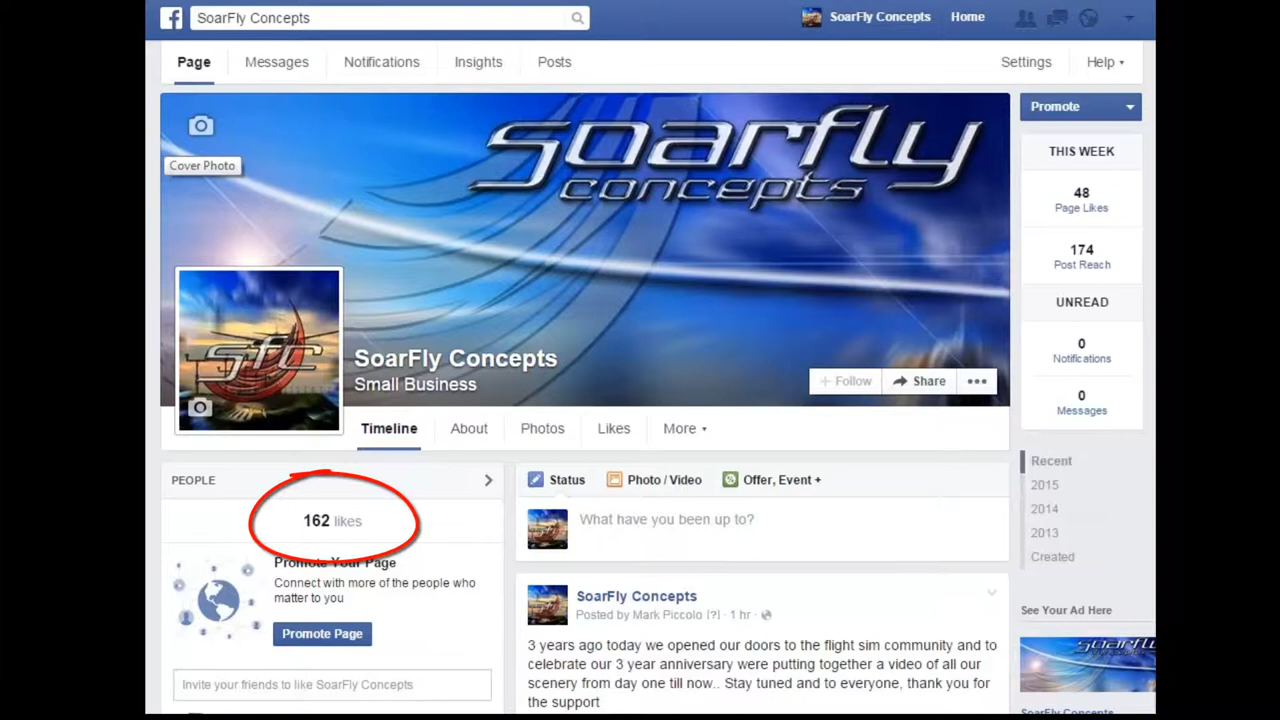 SoarFly Concepts
SoarFly Concepts Home
Page Messages Notifications Insights Posts Settings Help
Promote
Cover Photo
soarfly
concepts
THIS WEEK
48
Page Likes
174
Post Reach
UNREAD
0
Notifications
0
Messages
sfc
SoarFly Concepts
Small Business
+ Follow Share •••
Timeline About Photos Likes More
Recent
2015
2014
2013
Created
PEOPLE
162 likes
Promote Your Page
Connect with more of the people who
matter to you
Promote Page
Invite your friends to like SoarFly Concepts
Status Photo / Video Offer, Event +
What have you been up to?
SoarFly Concepts
Posted by Mark Piccolo [?] · 1 hr ·
3 years ago today we opened our doors to the flight sim community and to
celebrate our 3 year anniversary were putting together a video of all our
scenery from day one till now.. Stay tuned and to everyone, thank you for
the support
See Your Ad Here
soarfly
SoarFly Concepts